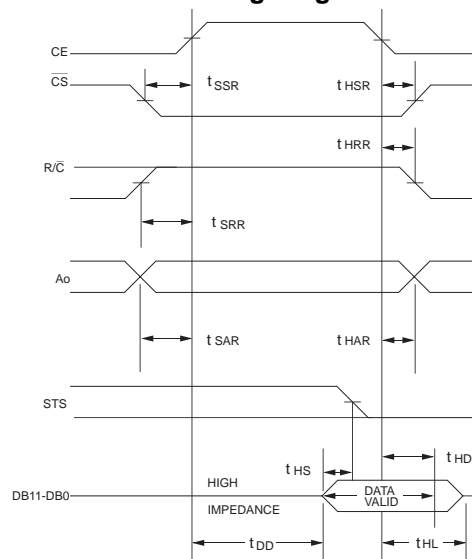 CE
CS
t SSR
t HSR
t HRR
R/C
t SRR
Ao
t SAR
t HAR
STS
t HS
t HD
DB11-DB0
HIGH
IMPEDANCE
DATA
VALID
t DD
t HL